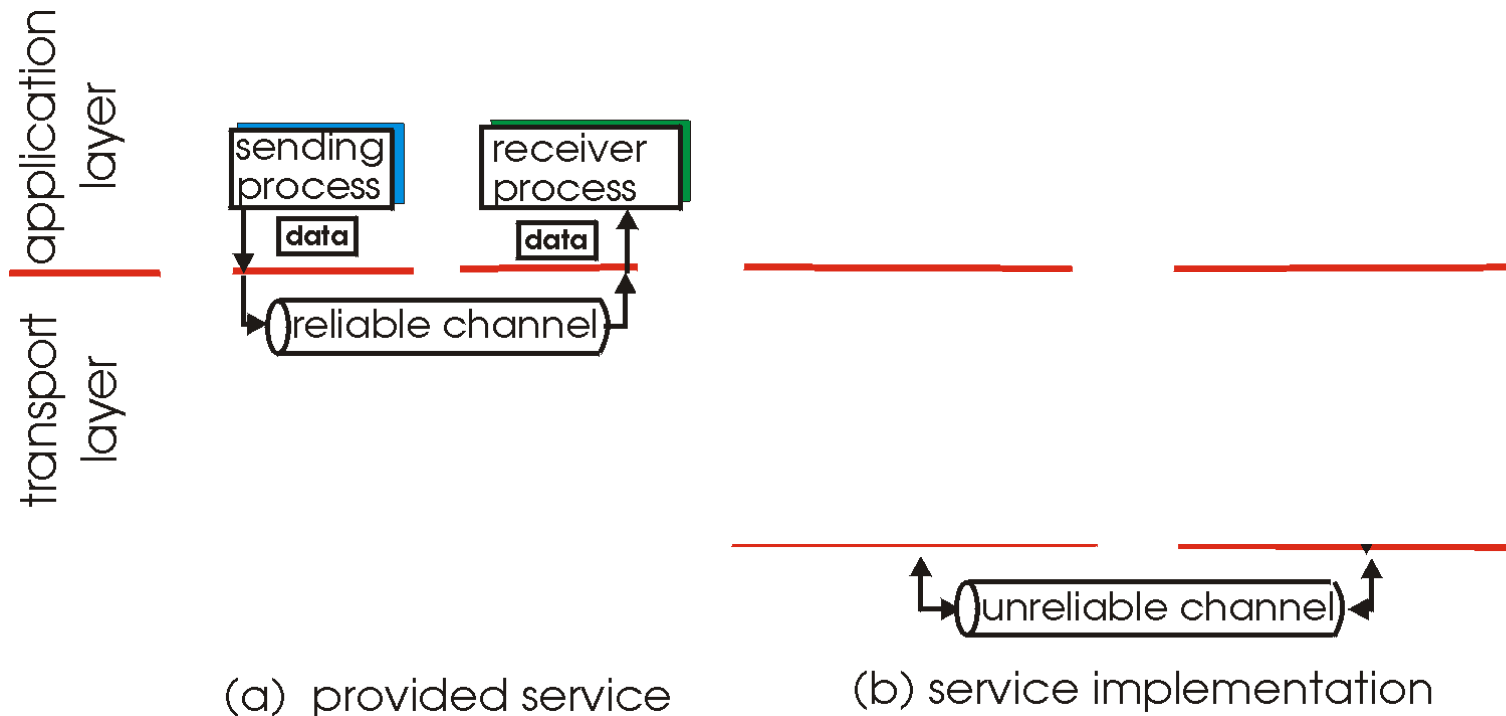 application
layer
transport
layer
sending
process
receiver
process
data
data
reliable channel
unreliable channel
(a) provided service
(b) service implementation